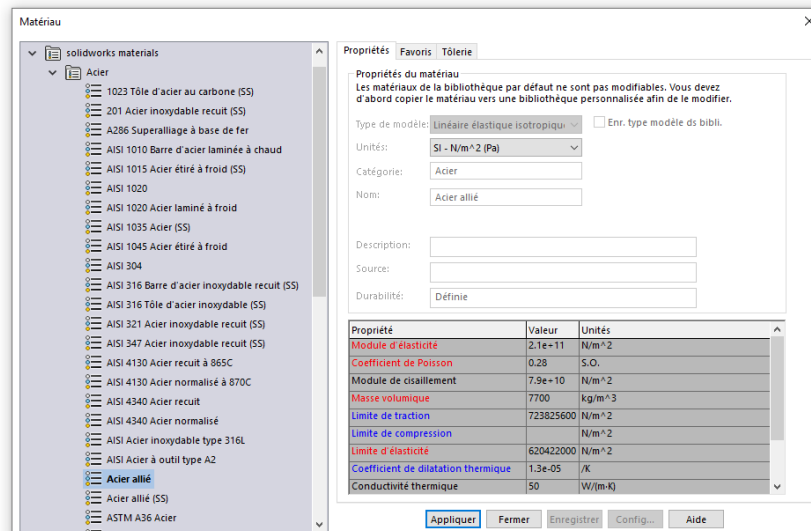 Matériau
solidworks materials
Acier
1023 Tôle d'acier au carbone (SS)
201 Acier inoxydable recuit (SS)
A286 Superalliage à base de fer
AISI 1010 Barre d'acier laminée à chaud
AISI 1015 Acier étiré à froid (SS)
AISI 1020
AISI 1020 Acier laminé à froid
AISI 1035 Acier (SS)
AISI 1045 Acier étiré à froid
AISI 304
AISI 316 Barre d'acier inoxydable recuit (SS)
AISI 316 Tôle d'acier inoxydable (SS)
AISI 321 Acier inoxydable recuit (SS)
AISI 347 Acier inoxydable recuit (SS)
AISI 4130 Acier recuit à 865C
AISI 4130 Acier normalisé à 870C
AISI 4340 Acier recuit
AISI 4340 Acier normalisé
AISI Acier inoxydable type 316L
AISI Acier à outil type A2
Acier allié
Acier allié (SS)
ASTM A36 Acier
Propriétés Favoris Tôlerie
Propriétés du matériau
Les matériaux de la bibliothèque par défaut ne sont pas modifiables. Vous devez
d'abord copier le matériau vers une bibliothèque personnalisée afin de le modifier.
Type de modèle: Linéaire élastique isotropique Enr. type modèle ds bibli.
Unités: SI - N/m^2 (Pa)
Catégorie: Acier
Nom: Acier allié
Description:
Source:
Durabilité: Définie
Propriété Valeur Unités
Module d'élasticité 2.1e+11 N/m^2
Coefficient de Poisson 0.28 S.O.
Module de cisaillement 7.9e+10 N/m^2
Masse volumique 7700 kg/m^3
Limite de traction 723825600 N/m^2
Limite de compression N/m^2
Limite d'élasticité 620422000 N/m^2
Coefficient de dilatation thermique 1.3e-05 /K
Conductivité thermique 50 W/(m·K)
Appliquer Fermer Enregistrer Config... Aide